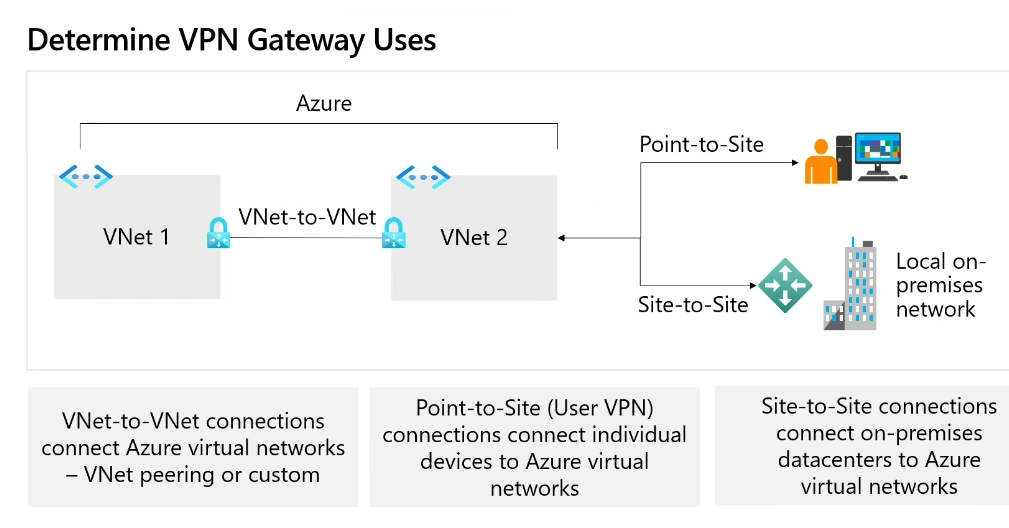 Determine VPN Gateway Uses
Azure
Point-to-Site
VNet-to-VNet
VNet 1
VNet 2
Local on-
premises
network
Site-to-Site
VNet-to-VNet connections
connect Azure virtual networks
– VNet peering or custom
Point-to-Site (User VPN)
connections connect individual
devices to Azure virtual
networks
Site-to-Site connections
connect on-premises
datacenters to Azure
virtual networks